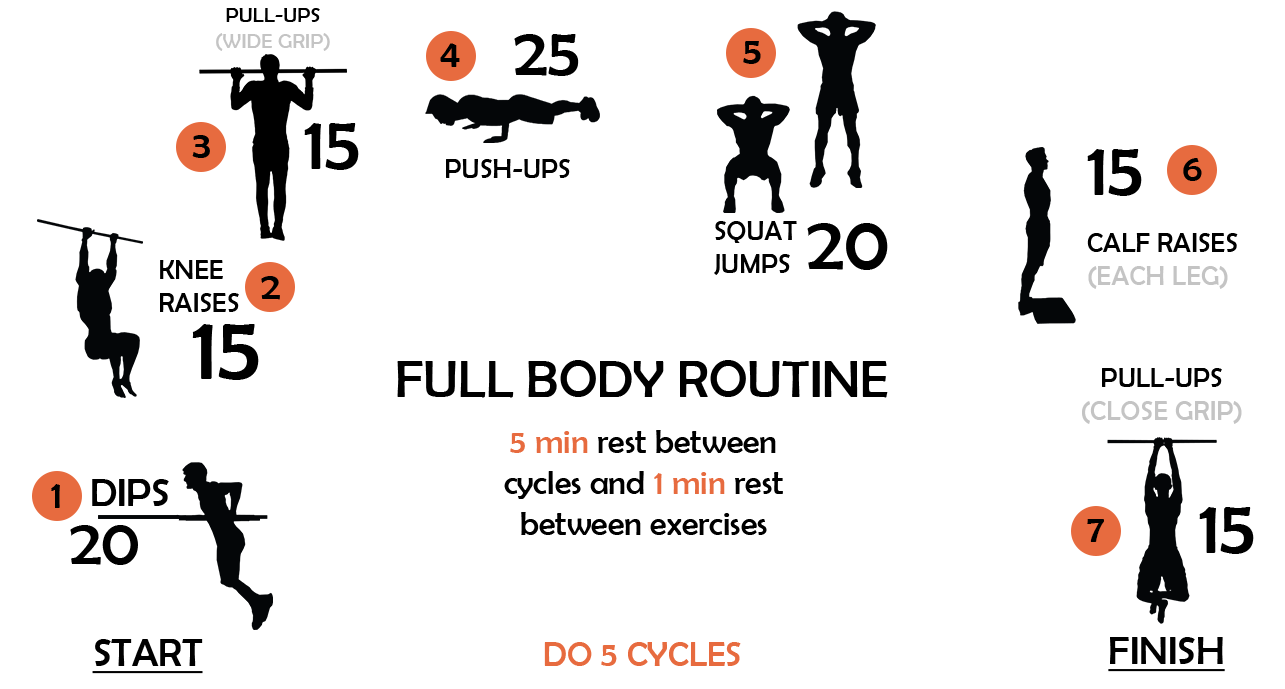 PULL-UPS
(WIDE GRIP)
3
15
4
25
PUSH-UPS
5
SQUAT
JUMPS
20
15
6
CALF RAISES
(EACH LEG)
KNEE
RAISES
2
15
FULL BODY ROUTINE
5 min rest between
cycles and 1 min rest
between exercises
PULL-UPS
(CLOSE GRIP)
7
15
1
DIPS
20
START
DO 5 CYCLES
FINISH